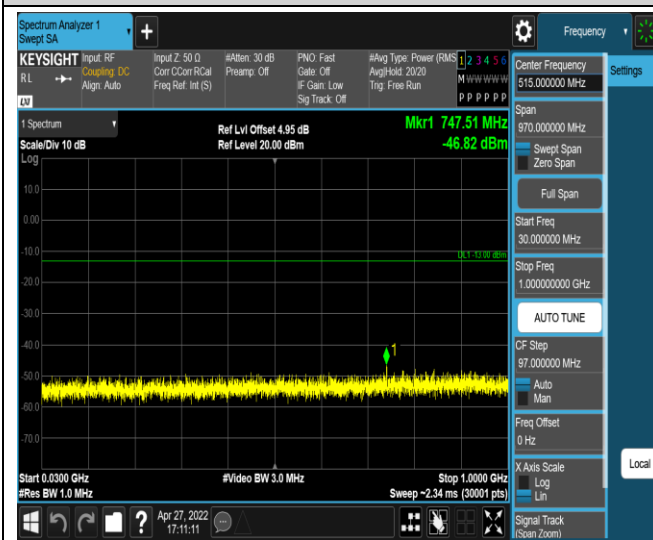 Spectrum Analyzer 1
Swept SA
+
Frequency
KEYSIGHT
RL
LXI
Input: RF
Coupling: DC
Align: Auto
Input Z: 50 Ω
Corr CCorr RCal
Freq Ref: Int (S)
#Atten: 30 dB
Preamp: Off
PNO: Fast
Gate: Off
IF Gain: Low
Sig Track: Off
#Avg Type: Power (RMS
Avg|Hold: 20/20
Trig: Free Run
1 2 3 4 5 6
M W W W W W
P P P P P P
1 Spectrum
Scale/Div 10 dB
Log
Ref Lvl Offset 4.95 dB
Ref Level 20.00 dBm
Mkr1 747.51 MHz
-46.82 dBm
10.0
0.00
-10.0
DL1 -13.00 dBm
-20.0
-30.0
-40.0
1
-50.0
-60.0
-70.0
Start 0.0300 GHz
#Res BW 1.0 MHz
#Video BW 3.0 MHz
Stop 1.0000 GHz
Sweep ~2.34 ms (30001 pts)
?
Apr 27, 2022
17:11:11
Center Frequency
515.000000 MHz
Span
970.000000 MHz
Swept Span
Zero Span
Full Span
Start Freq
30.000000 MHz
Stop Freq
1.000000000 GHz
AUTO TUNE
CF Step
97.000000 MHz
Auto
Man
Freq Offset
0 Hz
X Axis Scale
Log
Lin
Signal Track
(Span Zoom)
Settings
Local